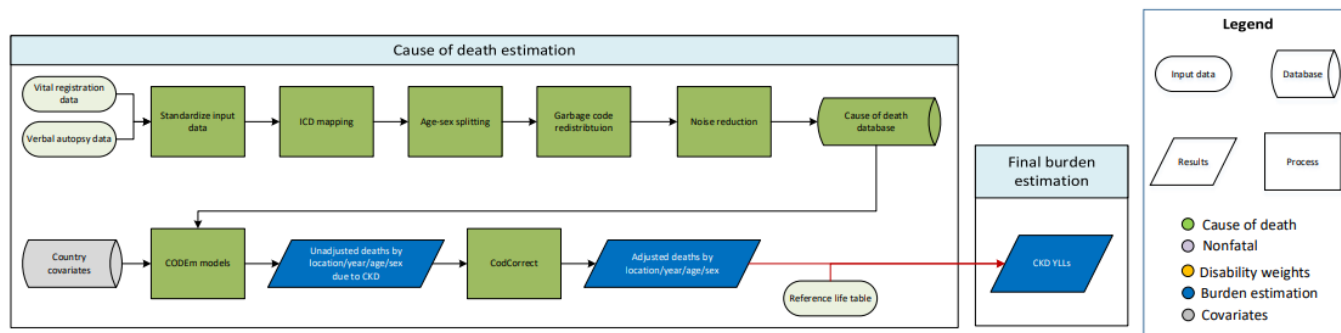 Cause of death estimation
Vital registration
data
Verbal autopsy data
Standardize input
data
ICD mapping
Age-sex splitting
Garbage code
redistribtuion
Noise reduction
Cause of death
database
Country
covariates
CODEm models
Unadjusted deaths by
location/year/age/sex
due to CKD
CodCorrect
Adjusted deaths by
location/year/age/sex
Reference life table
Final burden
estimation
CKD YLLs
Legend
Input data
Database
Results
Process
Cause of death
Nonfatal
Disability weights
Burden estimation
Covariates